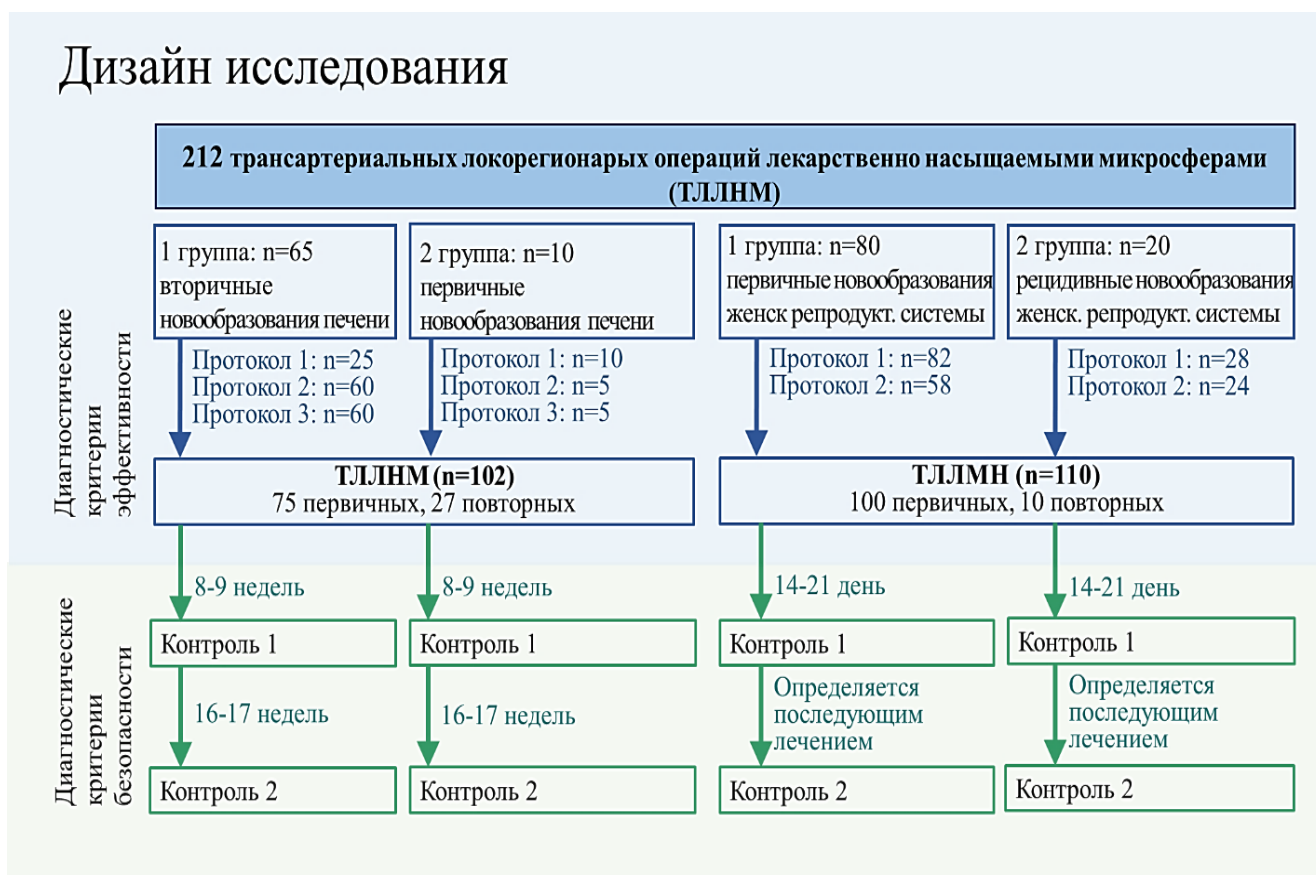 Дизайн исследования
212 трансартериальных локорегионарых операций лекарственно насыщаемыми микросферами
(ТЛЛНМ)
1 группа: n=65
вторичные
новообразования печени
2 группа: n=10
первичные
новообразования печени
1 группа: n=80
первичные новообразования
женск репродукт. системы
2 группа: n=20
рецидивные новообразования
женск. репродукт. системы
Протокол 1: n=25
Протокол 2: n=60
Протокол 3: n=60
Протокол 1: n=10
Протокол 2: n=5
Протокол 3: n=5
Протокол 1: n=82
Протокол 2: n=58
Протокол 1: n=28
Протокол 2: n=24
Диагностические
критерии
эффективности
ТЛЛНМ (n=102)
75 первичных, 27 повторных
ТЛЛМН (n=110)
100 первичных, 10 повторных
8-9 недель
8-9 недель
14-21 день
14-21 день
Контроль 1
Контроль 1
Контроль 1
Контроль 1
Диагностические
критерии
безопасности
16-17 недель
16-17 недель
Определяется
последующим
лечением
Определяется
последующим
лечением
Контроль 2
Контроль 2
Контроль 2
Контроль 2